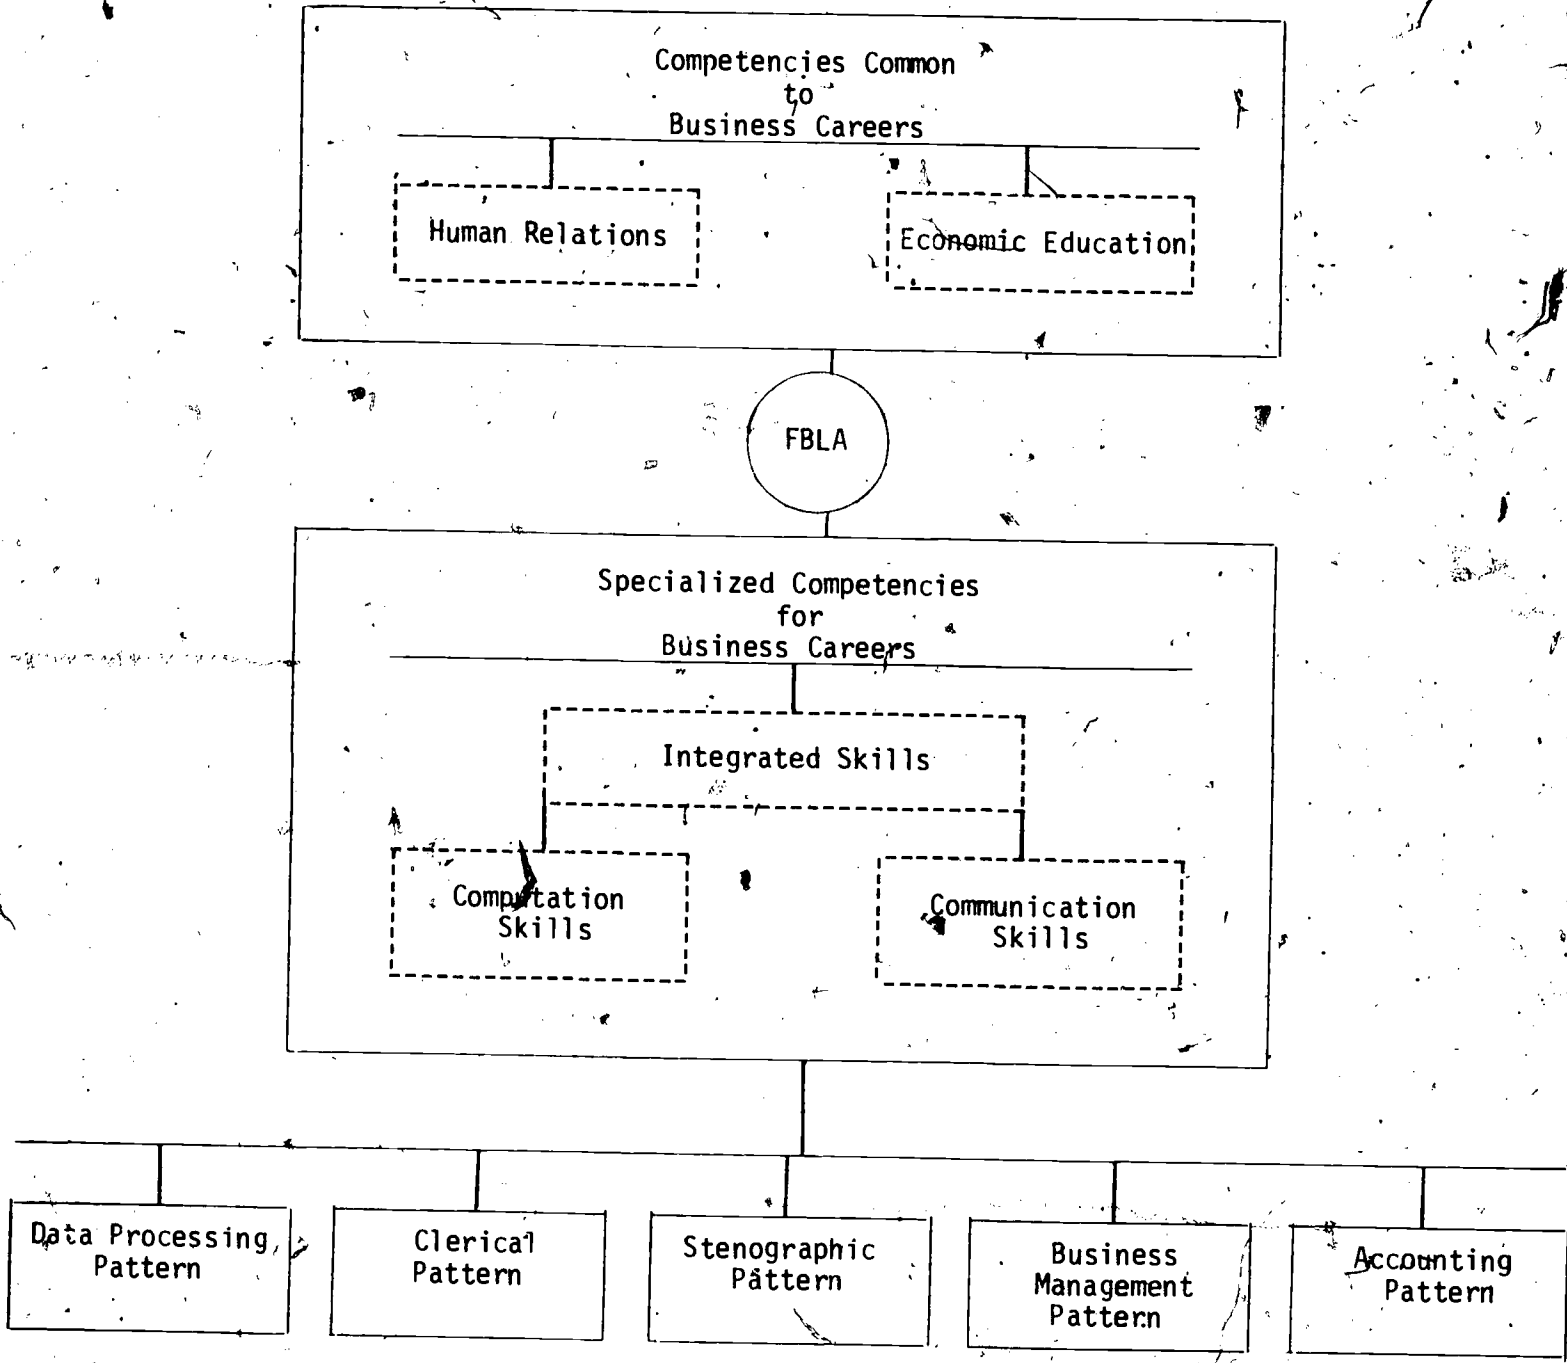 Competencies Common
to
Business Careers
Human Relations
Economic Education
FBLA
Specialized Competencies
for
Business Careers
Integrated Skills
Computation
Skills
Communication
Skills
Data Processing
Pattern
Clerical
Pattern
Stenographic
Pattern
Business
Management
Pattern
Accounting
Pattern